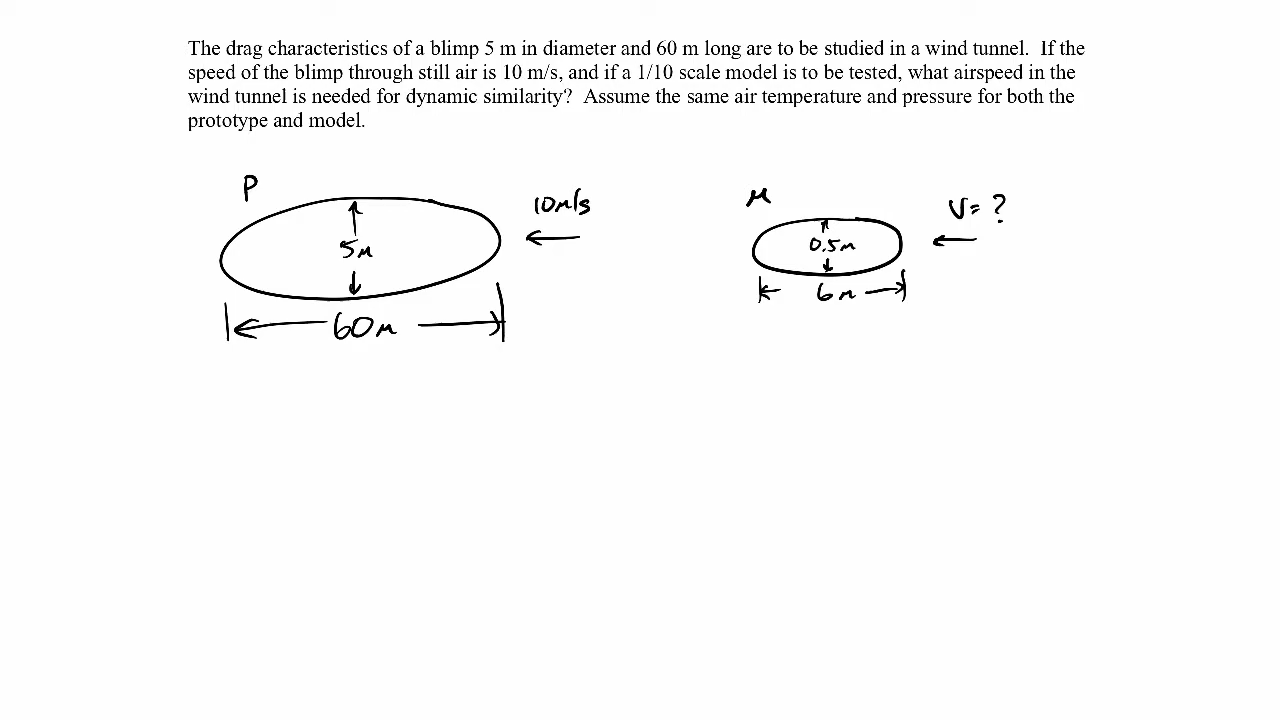 The drag characteristics of a blimp 5 m in diameter and 60 m long are to be studied in a wind tunnel. If the
speed of the blimp through still air is 10 m/s, and if a 1/10 scale model is to be tested, what airspeed in the
wind tunnel is needed for dynamic similarity? Assume the same air temperature and pressure for both the
prototype and model.
P
10m/s
5m
60m
M
V= ?
0.5m
6m